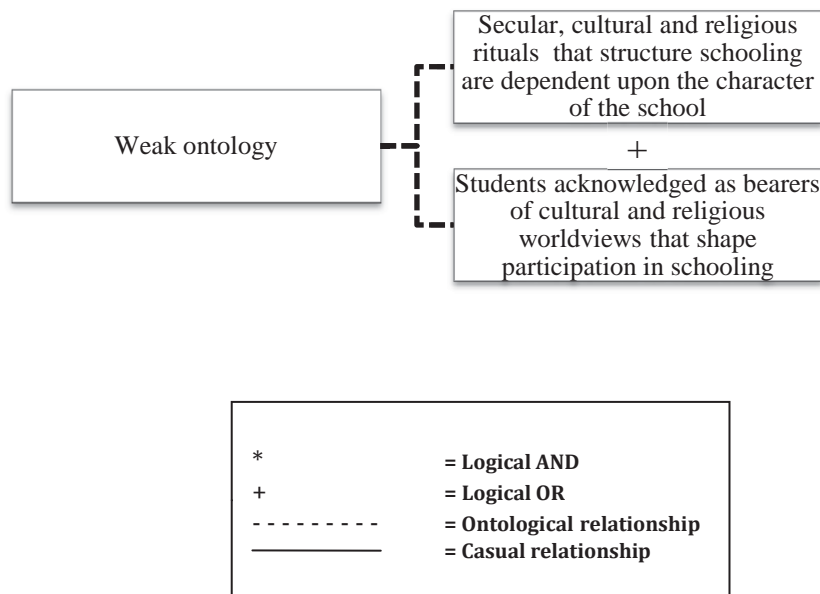 Secular, cultural and religious
rituals that structure schooling
are dependent upon the character
of the school
Weak ontology
+
Students acknowledged as bearers
of cultural and religious
worldviews that shape
participation in schooling
* = Logical AND
+ = Logical OR
- - - - - - - - - = Ontological relationship
= Casual relationship